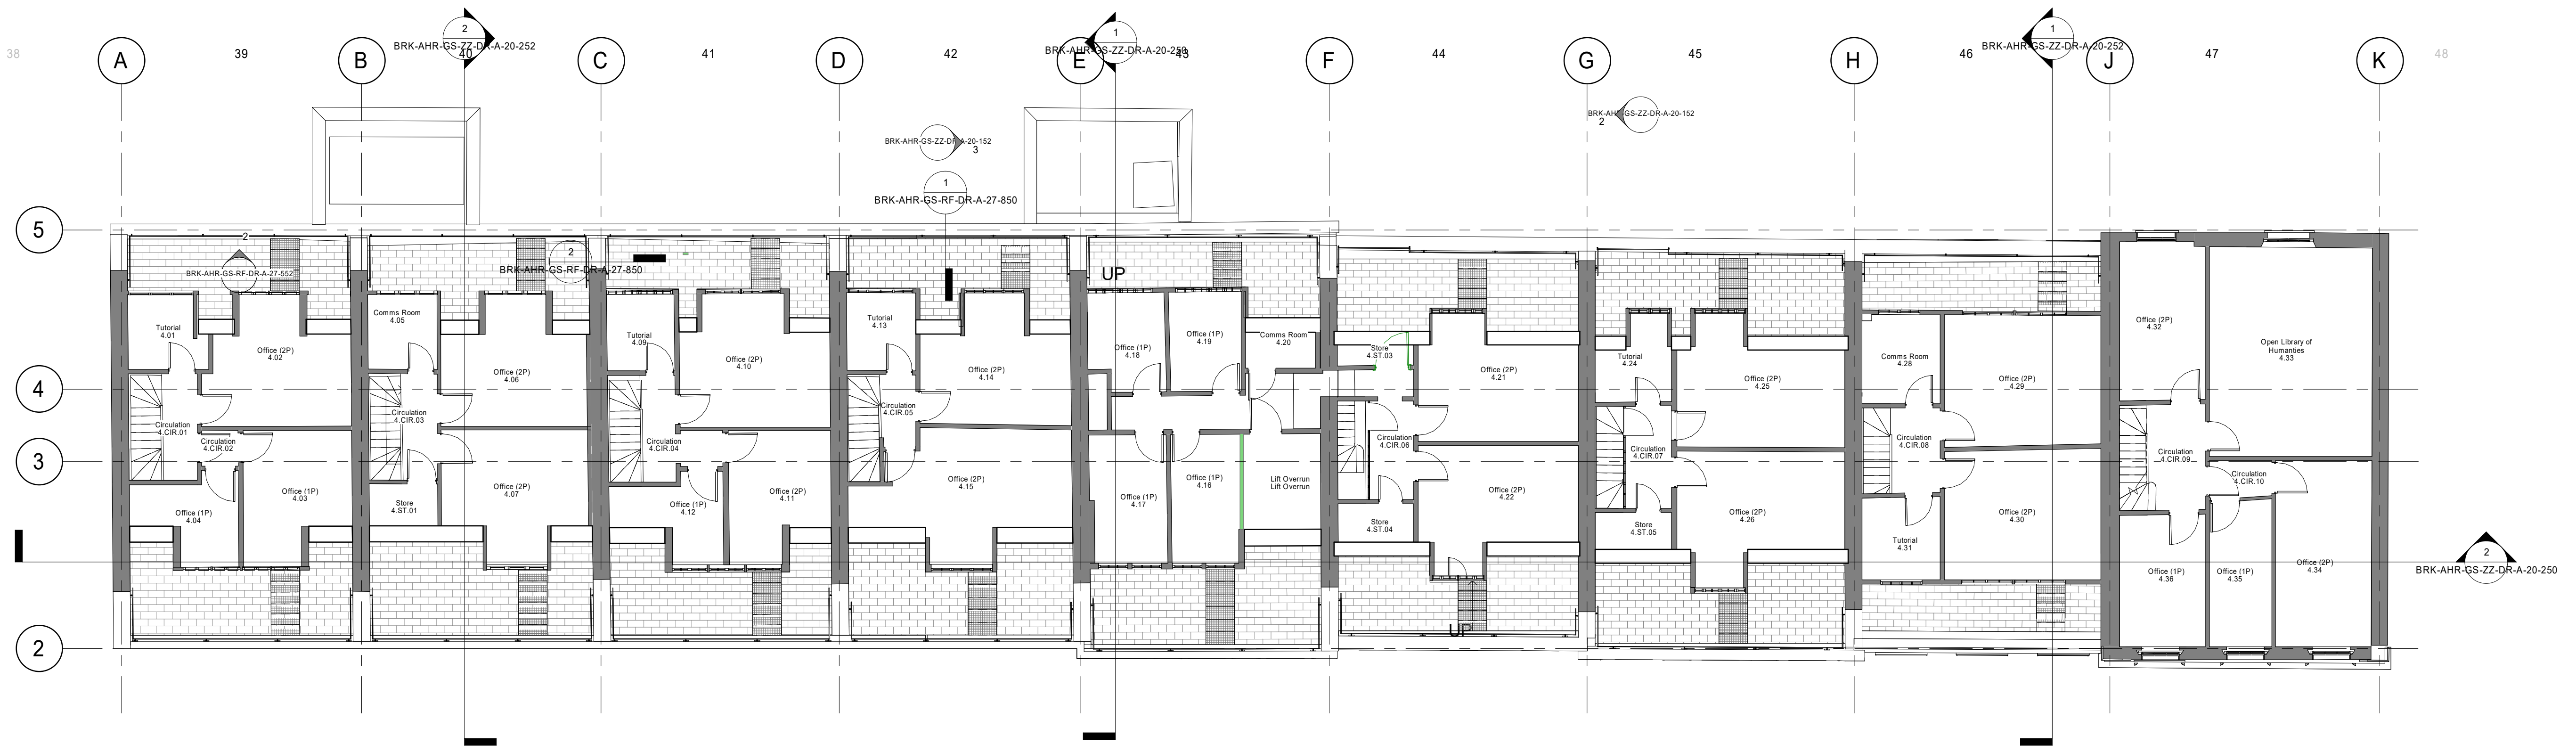 2
BRK-AHR-GS-ZZ-DR-A-20-252
1
BRK-AHR-GS-ZZ-DR-A-20-250
1
BRK-AHR-GS-ZZ-DR-A-20-252
38
A
39
B
40
C
41
D
42
E
43
F
44
G
45
H
46
J
47
K
48
BRK-AHR-GS-ZZ-DR-A-20-152
3
BRK-AHR-GS-ZZ-DR-A-20-152
2
1
BRK-AHR-GS-RF-DR-A-27-850
5
2
BRK-AHR-GS-RF-DR-A-27-552
2
BRK-AHR-GS-RF-DR-A-27-850
UP
Tutorial
4.01
Office (2P)
4.02
Comms Room
4.05
Office (2P)
4.06
Tutorial
4.09
Office (2P)
4.10
Tutorial
4.13
Office (2P)
4.14
Office (1P)
4.18
Office (1P)
4.19
Comms Room
4.20
Store
4.ST.03
Office (2P)
4.21
Tutorial
4.24
Office (2P)
4.25
Comms Room
4.28
Office (2P)
4.29
Office (2P)
4.32
Open Library of
Humanities
4.33
4
Circulation
4.CIR.01
Circulation
4.CIR.02
Circulation
4.CIR.03
Circulation
4.CIR.04
Circulation
4.CIR.05
Circulation
4.CIR.06
Circulation
4.CIR.07
Circulation
4.CIR.08
Circulation
4.CIR.09
Circulation
4.CIR.10
3
Office (1P)
4.04
Office (1P)
4.03
Store
4.ST.01
Office (2P)
4.07
Office (1P)
4.12
Office (2P)
4.11
Office (2P)
4.15
Office (1P)
4.17
Office (1P)
4.16
Lift Overrun
Lift Overrun
Store
4.ST.04
Office (2P)
4.22
Store
4.ST.05
Office (2P)
4.26
Tutorial
4.31
Office (2P)
4.30
Office (1P)
4.36
Office (1P)
4.35
Office (2P)
4.34
2
BRK-AHR-GS-ZZ-DR-A-20-250
UP
2